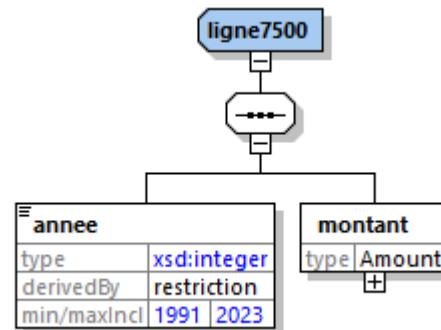 ligne7500
annee
type xsd:integer
derivedBy restriction
min/maxIncl 1991 2023
montant
type Amount